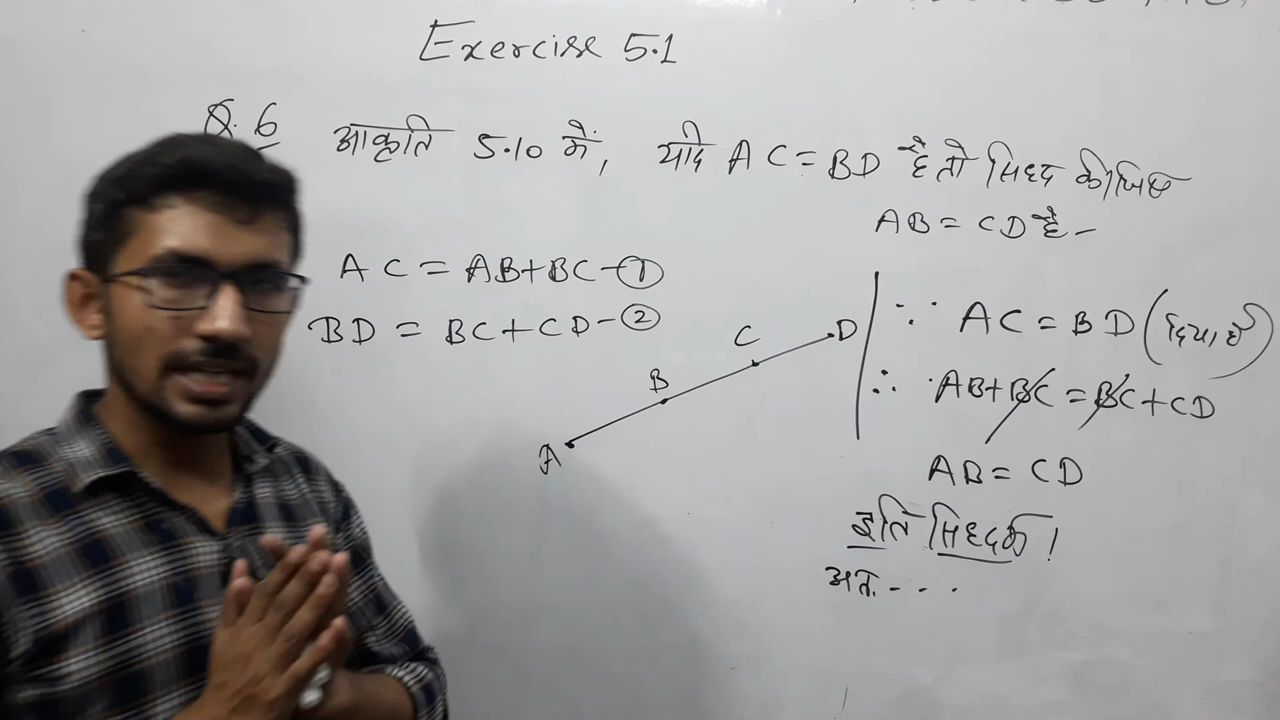 Exercise 5.1
Q. 6 आकृति 5.10 में, यदि AC = BD है तो सिद्द कीजिए
AB = CD है -
AC = AB + BC - ①
BD = BC + CD - ②
A B C D
∵ AC = BD (दिया है)
∴ AB + BC = BC + CD
AB = CD
इति सिद्दक !
अतः - - -